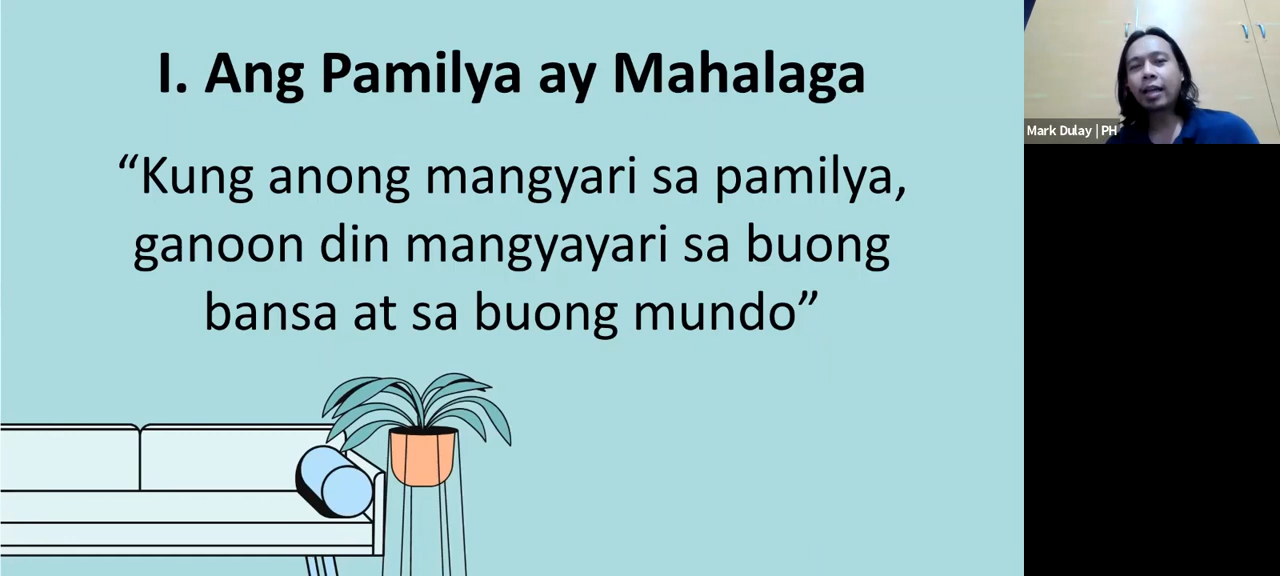 I. Ang Pamilya ay Mahalaga
“Kung anong mangyari sa pamilya,
ganoon din mangyayari sa buong
bansa at sa buong mundo”
Mark Dulay | PH